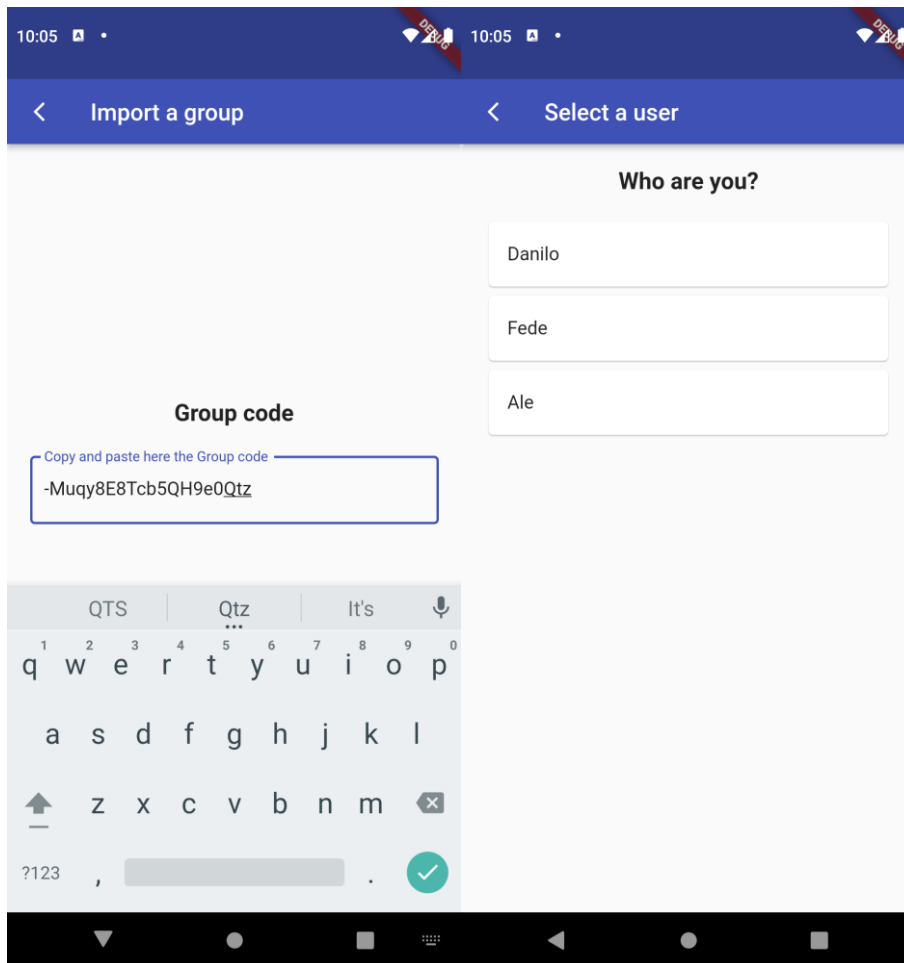 10:05
DEBUG
Import a group
Group code
Copy and paste here the Group code
-Muqy8E8Tcb5QH9e0Qtz
QTS Qtz It's
1 2 3 4 5 6 7 8 9 0
q w e r t y u i o p
a s d f g h j k l
z x c v b n m
?123 , .
10:05
DEBUG
Select a user
Who are you?
Danilo
Fede
Ale